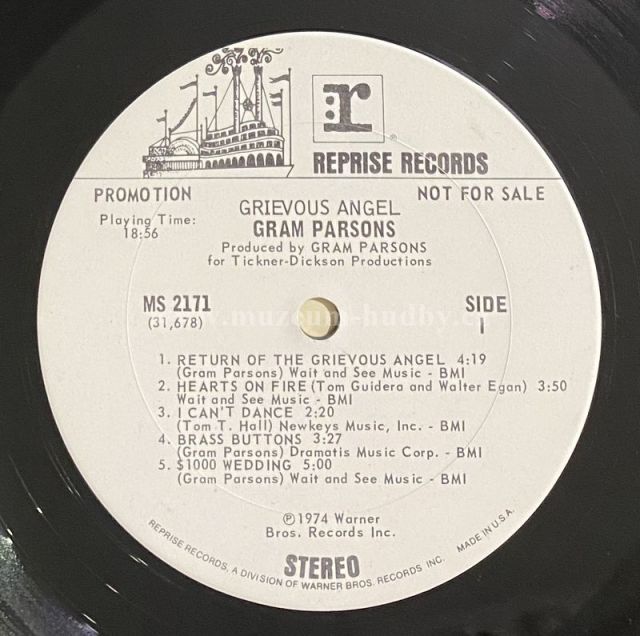 r
®
REPRISE RECORDS
PROMOTION
NOT FOR SALE
Playing Time:
18:56
GRIEVOUS ANGEL
GRAM PARSONS
Produced by GRAM PARSONS
for Tickner-Dickson Productions
MS 2171
(31,678)
SIDE
1
1. RETURN OF THE GRIEVOUS ANGEL 4:19
(Gram Parsons) Wait and See Music - BMI
2. HEARTS ON FIRE (Tom Guidera and Walter Egan) 3:50
Wait and See Music - BMI
3. I CAN'T DANCE 2:20
(Tom T. Hall) Newkeys Music, Inc. - BMI
4. BRASS BUTTONS 3:27
(Gram Parsons) Dramatis Music Corp. - BMI
5. $1000 WEDDING 5:00
(Gram Parsons) Wait and See Music - BMI
℗1974 Warner
Bros. Records Inc.
STEREO
REPRISE RECORDS, A DIVISION OF WARNER BROS. RECORDS INC. MADE IN U.S.A.